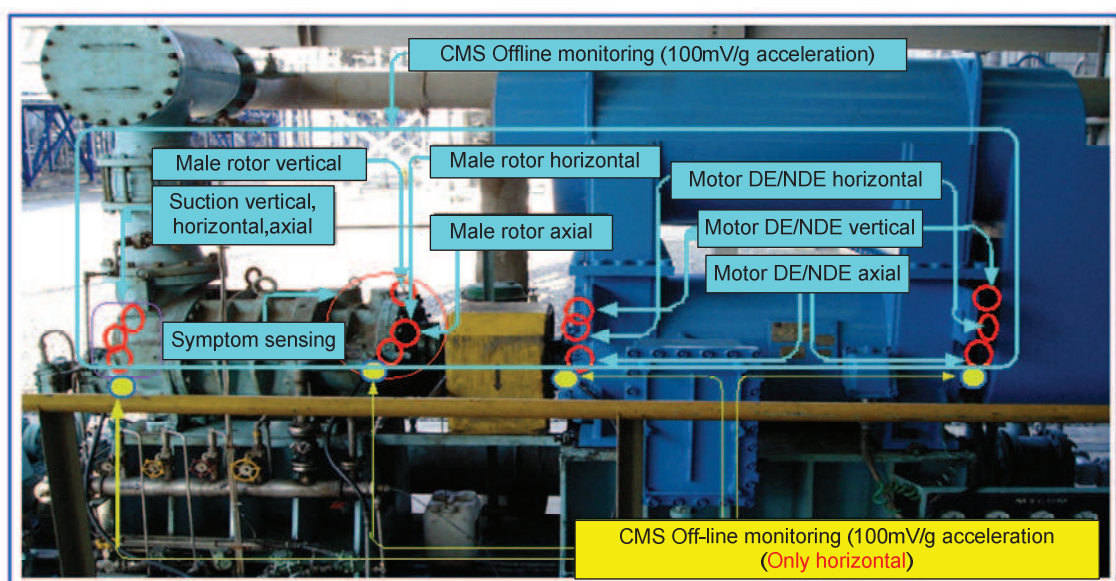 CMS Offline monitoring (100mV/g acceleration)
Male rotor vertical
Male rotor horizontal
Motor DE/NDE horizontal
Suction vertical,
horizontal,axial
Male rotor axial
Motor DE/NDE vertical
Motor DE/NDE axial
Symptom sensing
CMS Off-line monitoring (100mV/g acceleration
(Only horizontal)